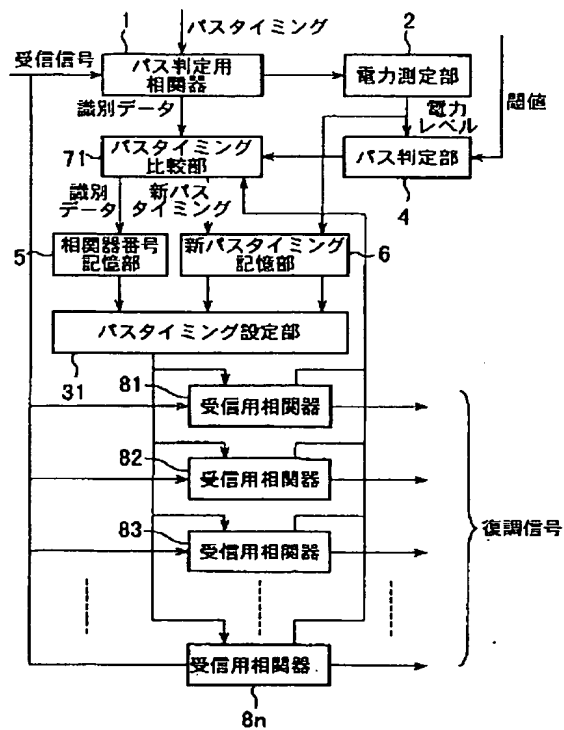 1
パスタイミング
2
受信信号
パス判定用
相関器
電力測定部
識別データ
電力
レベル
閾値
71
パスタイミング
比較部
パス判定部
4
識別
データ
新パス
タイミング
5
相関器番号
記憶部
新パスタイミング
記憶部
6
パスタイミング設定部
31
81
受信用相関器
82
受信用相関器
83
受信用相関器
復調信号
受信用相関器
8n